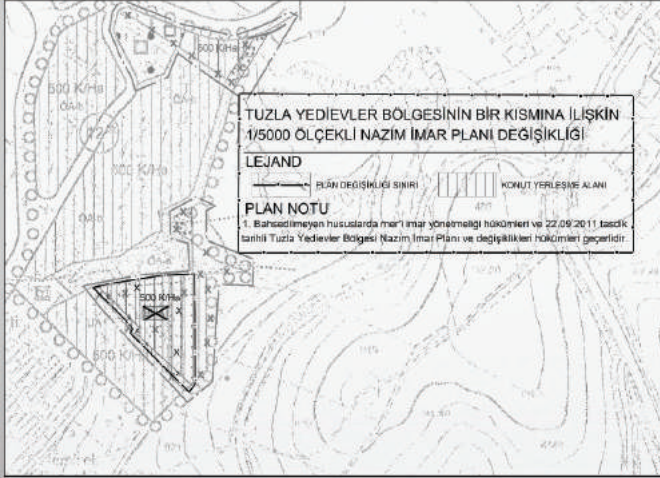 500 K/Ha
500 K/Ha
ÖA-b
TUZLA YEDİEVLER BÖLGESİNİN BİR KISMINA İLİŞKİN
1/5000 ÖLÇEKLİ NAZIM İMAR PLANI DEĞİŞİKLİĞİ
LEJAND
PLAN DEĞİŞİKLİĞİ SINIRI
KONUT YERLEŞME ALANI
500 K/Ha
PLAN NOTU
1. Bahsedilmeyen hususlarda mer'i imar yönetmeliği hükümleri ve 22.09.2011 tasdik
tarihli Tuzla Yedievler Bölgesi Nazım İmar Planı ve değişiklikleri hükümleri geçerlidir.
500 K/Ha
500 K/Ha